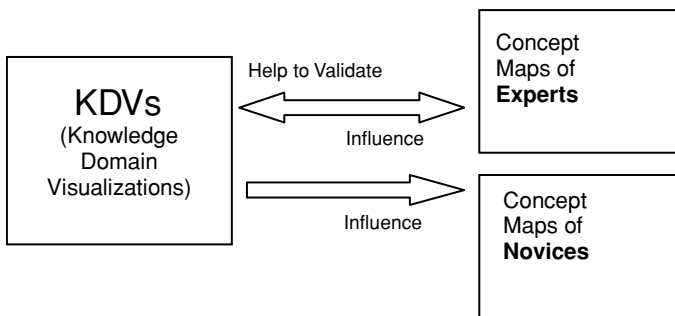 KDVs
(Knowledge
Domain
Visualizations)
Help to Validate
Influence
Influence
Concept
Maps of
Experts
Concept
Maps of
Novices